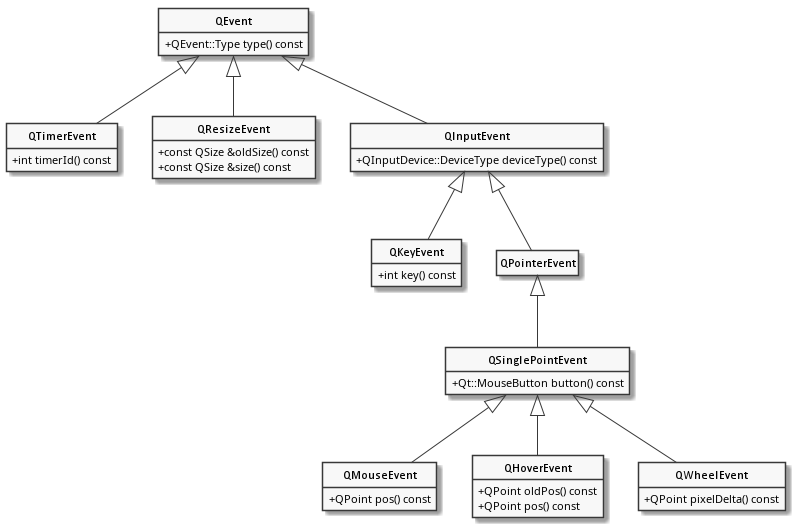 QEvent
+QEvent::Type type() const
QTimerEvent
+int timerId() const
QResizeEvent
+const QSize &oldSize() const
+const QSize &size() const
QInputEvent
+QInputDevice::DeviceType deviceType() const
QKeyEvent
+int key() const
QPointerEvent
QSinglePointEvent
+Qt::MouseButton button() const
QMouseEvent
+QPoint pos() const
QHoverEvent
+QPoint oldPos() const
+QPoint pos() const
QWheelEvent
+QPoint pixelDelta() const